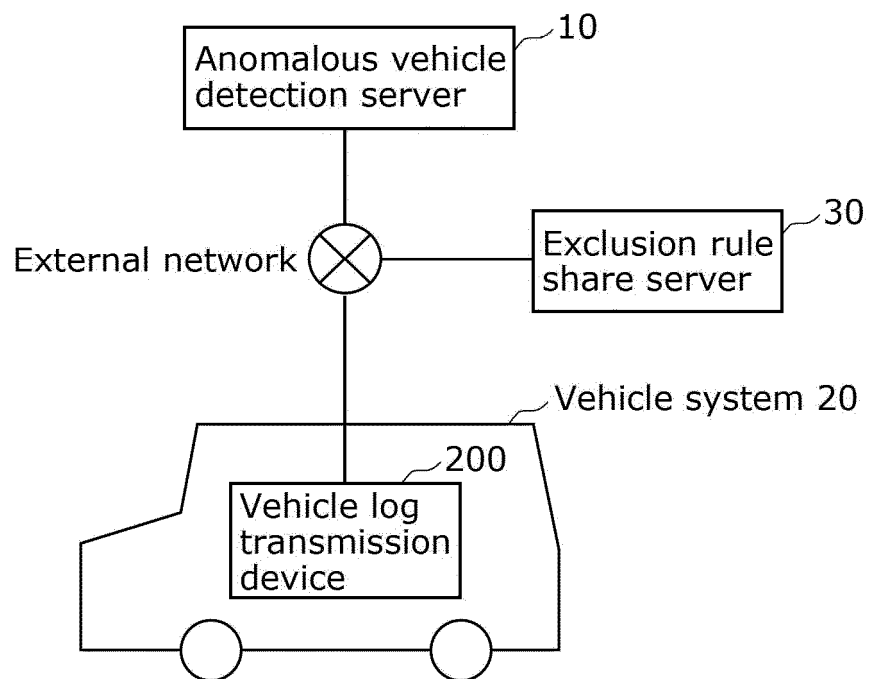 10
Anomalous vehicle
detection server
30
Exclusion rule
share server
External network
Vehicle system 20
200
Vehicle log
transmission
device